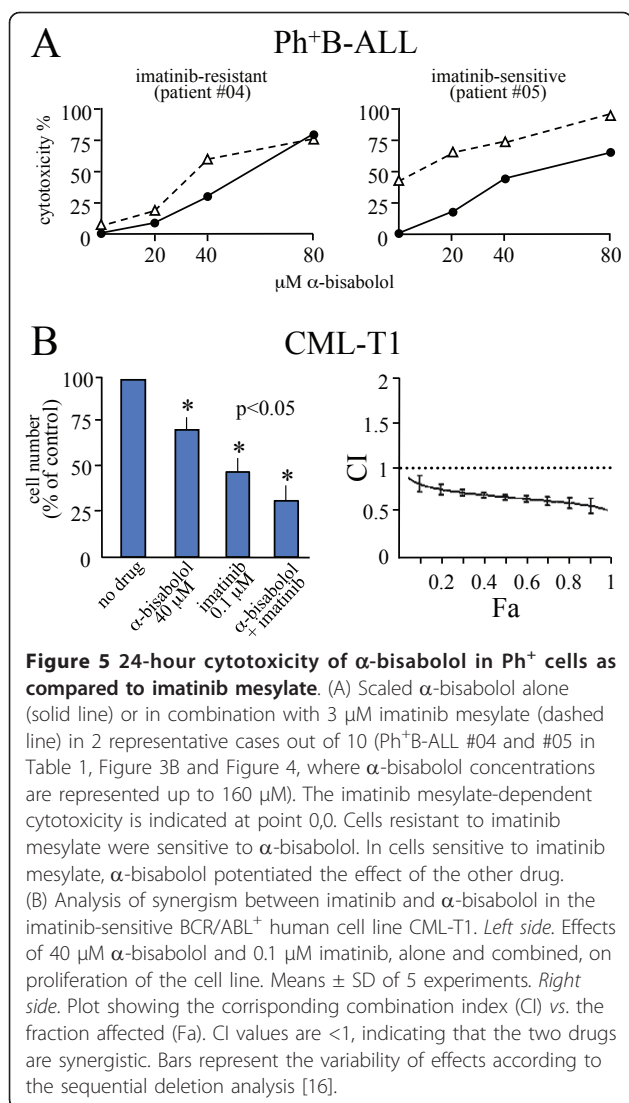 A
Ph⁺B-ALL
imatinib-resistant
(patient #04)
imatinib-sensitive
(patient #05)
cytotoxicity %
100
75
50
25
0
20
40
80
100
75
50
25
0
20
40
80
μM α-bisabolol
B
CML-T1
cell number
(% of control)
100
75
50
25
0
*
*
*
p<0.05
no drug
α-bisabolol
40 μM
imatinib
0.1 μM
α-bisabolol
+ imatinib
CI
2
1.5
1
0.5
0
0.2
0.4
0.6
0.8
1
Fa
Figure 5 24-hour cytotoxicity of α-bisabolol in Ph⁺ cells as
compared to imatinib mesylate. (A) Scaled α-bisabolol alone
(solid line) or in combination with 3 μM imatinib mesylate (dashed
line) in 2 representative cases out of 10 (Ph⁺B-ALL #04 and #05 in
Table 1, Figure 3B and Figure 4, where α-bisabolol concentrations
are represented up to 160 μM). The imatinib mesylate-dependent
cytotoxicity is indicated at point 0,0. Cells resistant to imatinib
mesylate were sensitive to α-bisabolol. In cells sensitive to imatinib
mesylate, α-bisabolol potentiated the effect of the other drug.
(B) Analysis of synergism between imatinib and α-bisabolol in the
imatinib-sensitive BCR/ABL⁺ human cell line CML-T1. Left side. Effects
of 40 μM α-bisabolol and 0.1 μM imatinib, alone and combined, on
proliferation of the cell line. Means ± SD of 5 experiments. Right
side. Plot showing the corrisponding combination index (CI) vs. the
fraction affected (Fa). CI values are <1, indicating that the two drugs
are synergistic. Bars represent the variability of effects according to
the sequential deletion analysis [16].